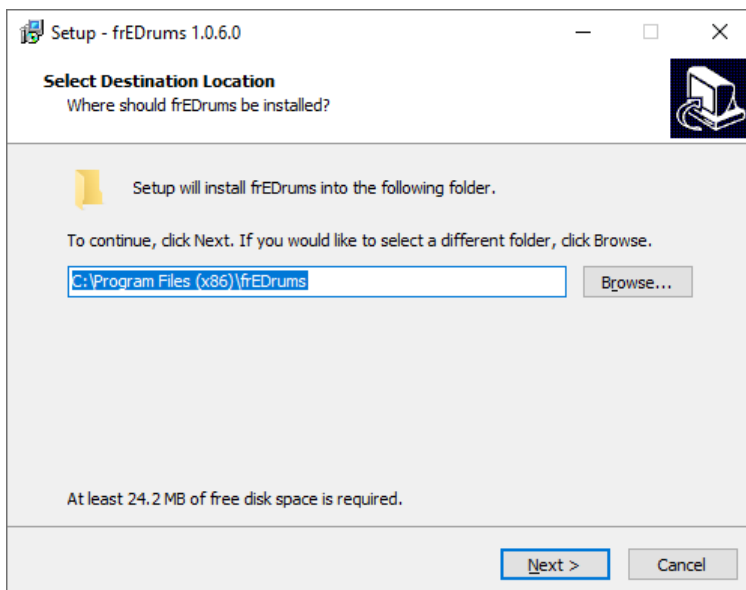 Setup - frEDrums 1.0.6.0
Select Destination Location
Where should frEDrums be installed?
Setup will install frEDrums into the following folder.
To continue, click Next. If you would like to select a different folder, click Browse.
C:\Program Files (x86)\frEDrums
Browse...
At least 24.2 MB of free disk space is required.
Next >
Cancel